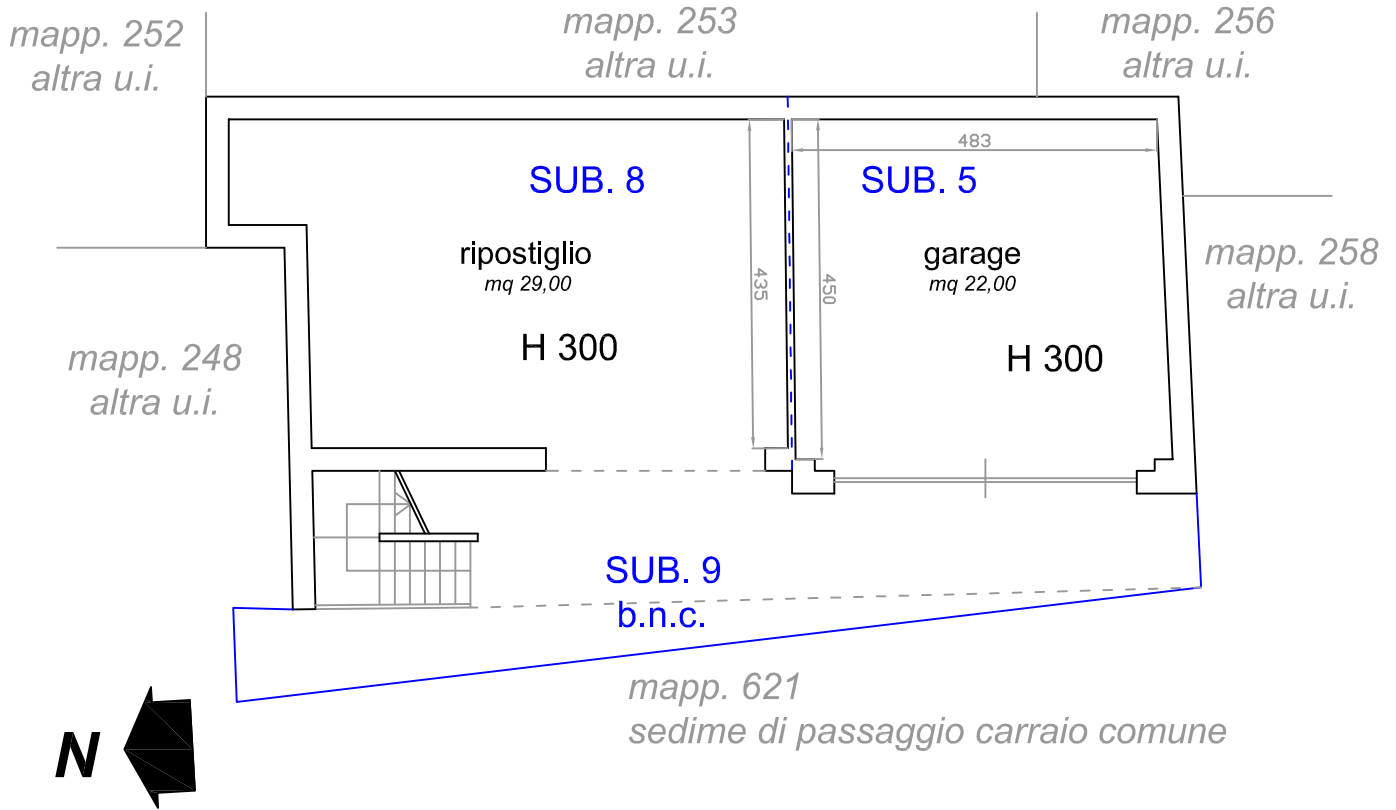 mapp. 252
altra u.i.
mapp. 253
altra u.i.
mapp. 256
altra u.i.
483
SUB. 8
SUB. 5
ripostiglio
mq 29,00
garage
mq 22,00
435
450
mapp. 258
altra u.i.
H 300
H 300
mapp. 248
altra u.i.
SUB. 9
b.n.c.
mapp. 621
sedime di passaggio carraio comune
N